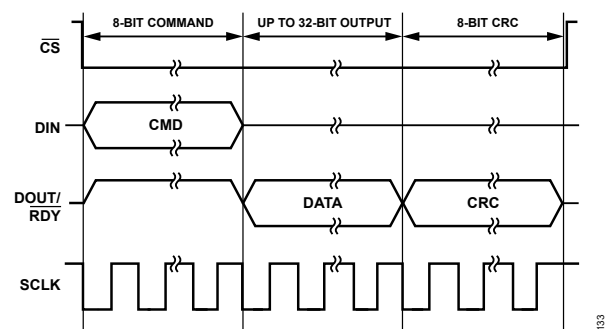 8-BIT COMMAND UP TO 32-BIT OUTPUT 8-BIT CRC
CS
DIN
CMD
DOUT/
RDY
DATA
CRC
SCLK
133